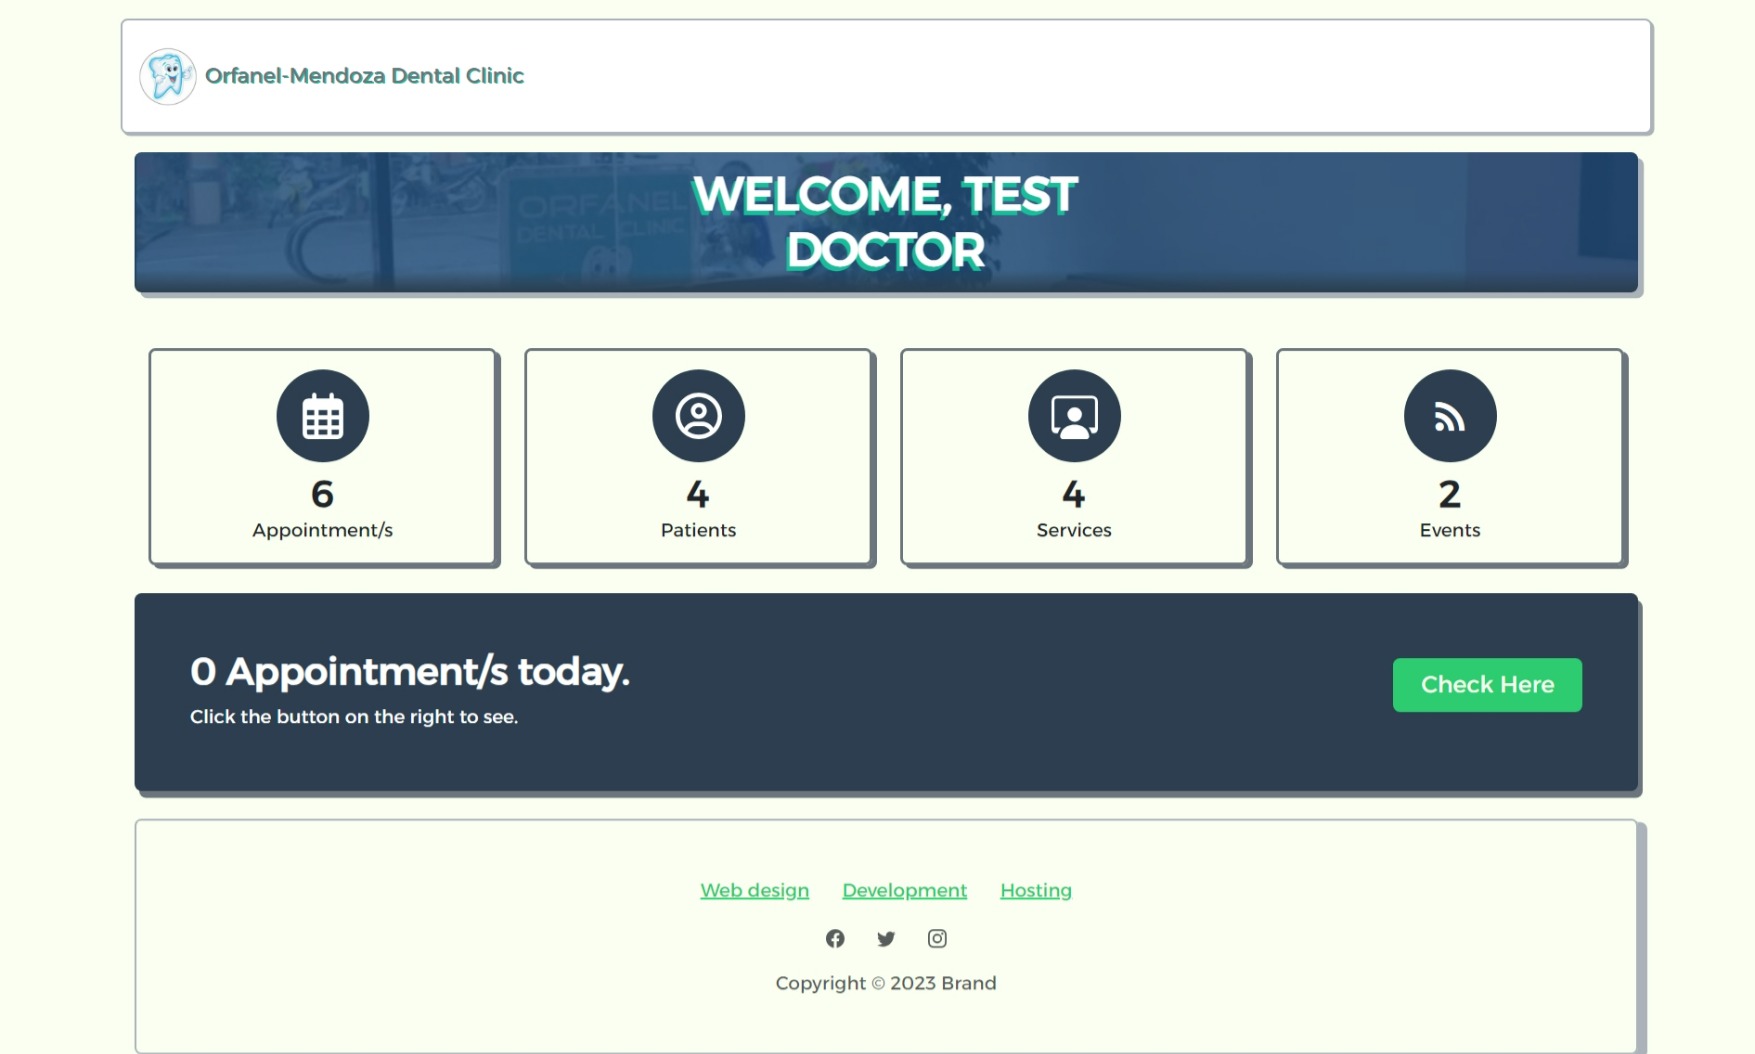 Orfanel-Mendoza Dental Clinic
ORFANEL
DENTAL CLINIC
WELCOME, TEST
DOCTOR
6
Appointment/s
4
Patients
4
Services
2
Events
0 Appointment/s today.
Click the button on the right to see.
Check Here
Web design Development Hosting
Copyright © 2023 Brand